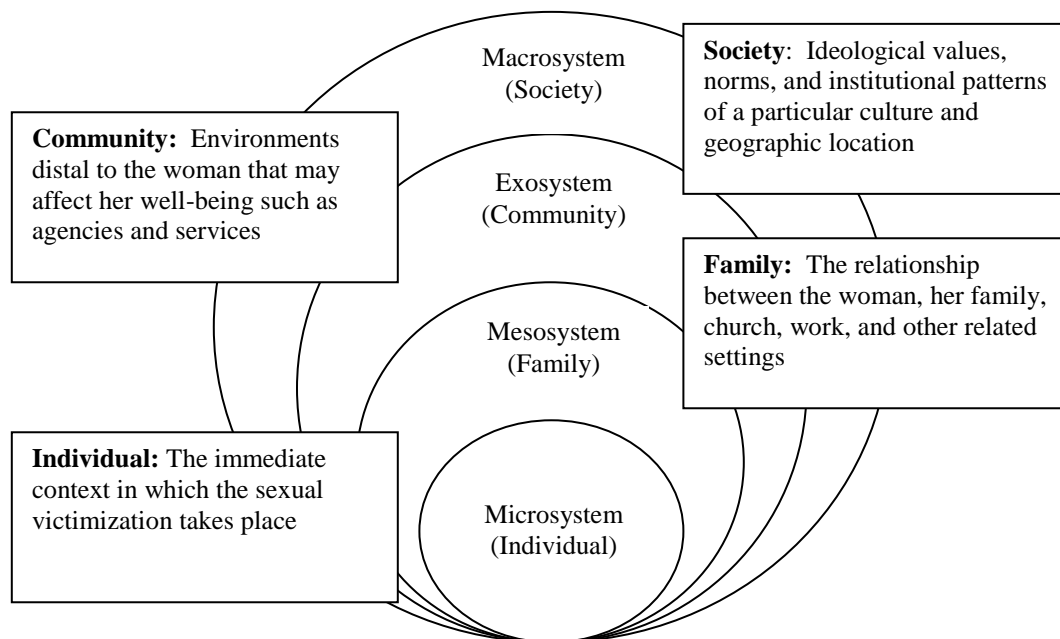 Macrosystem
(Society)
Society:  Ideological values,
norms, and institutional patterns
of a particular culture and
geographic location
Community:  Environments
distal to the woman that may
affect her well-being such as
agencies and services
Exosystem
(Community)
Family:  The relationship
between the woman, her family,
church, work, and other related
settings
Mesosystem
(Family)
Individual: The immediate
context in which the sexual
victimization takes place
Microsystem
(Individual)